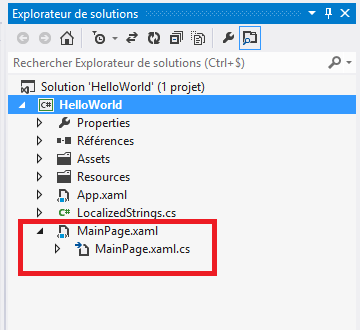 Explorateur de solutions
Rechercher Explorateur de solutions (Ctrl+$)
Solution 'HelloWorld' (1 projet)
C# HelloWorld
Properties
Références
Assets
Resources
App.xaml
C# LocalizedStrings.cs
MainPage.xaml
MainPage.xaml.cs